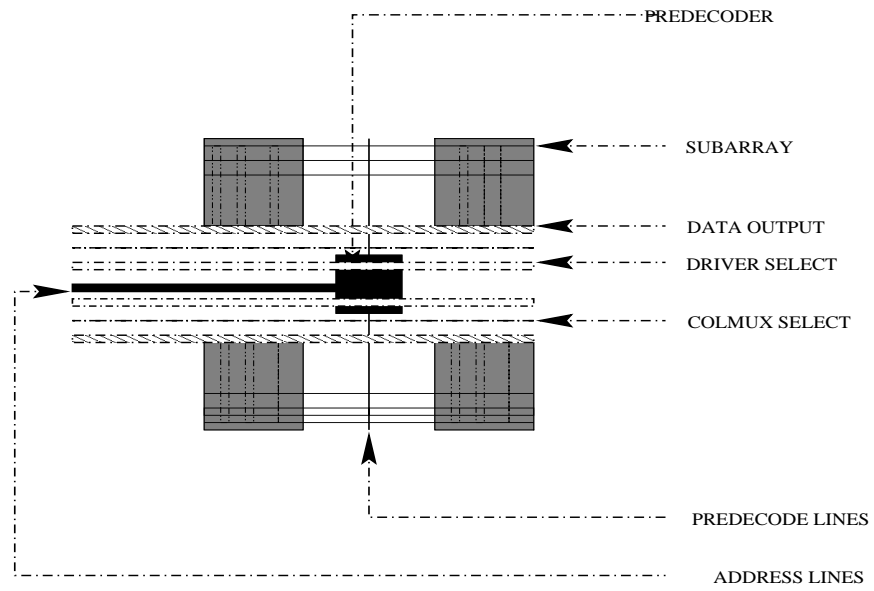 PREDECODER
SUBARRAY
DATA OUTPUT
DRIVER SELECT
COLMUX SELECT
PREDECODE LINES
ADDRESS LINES